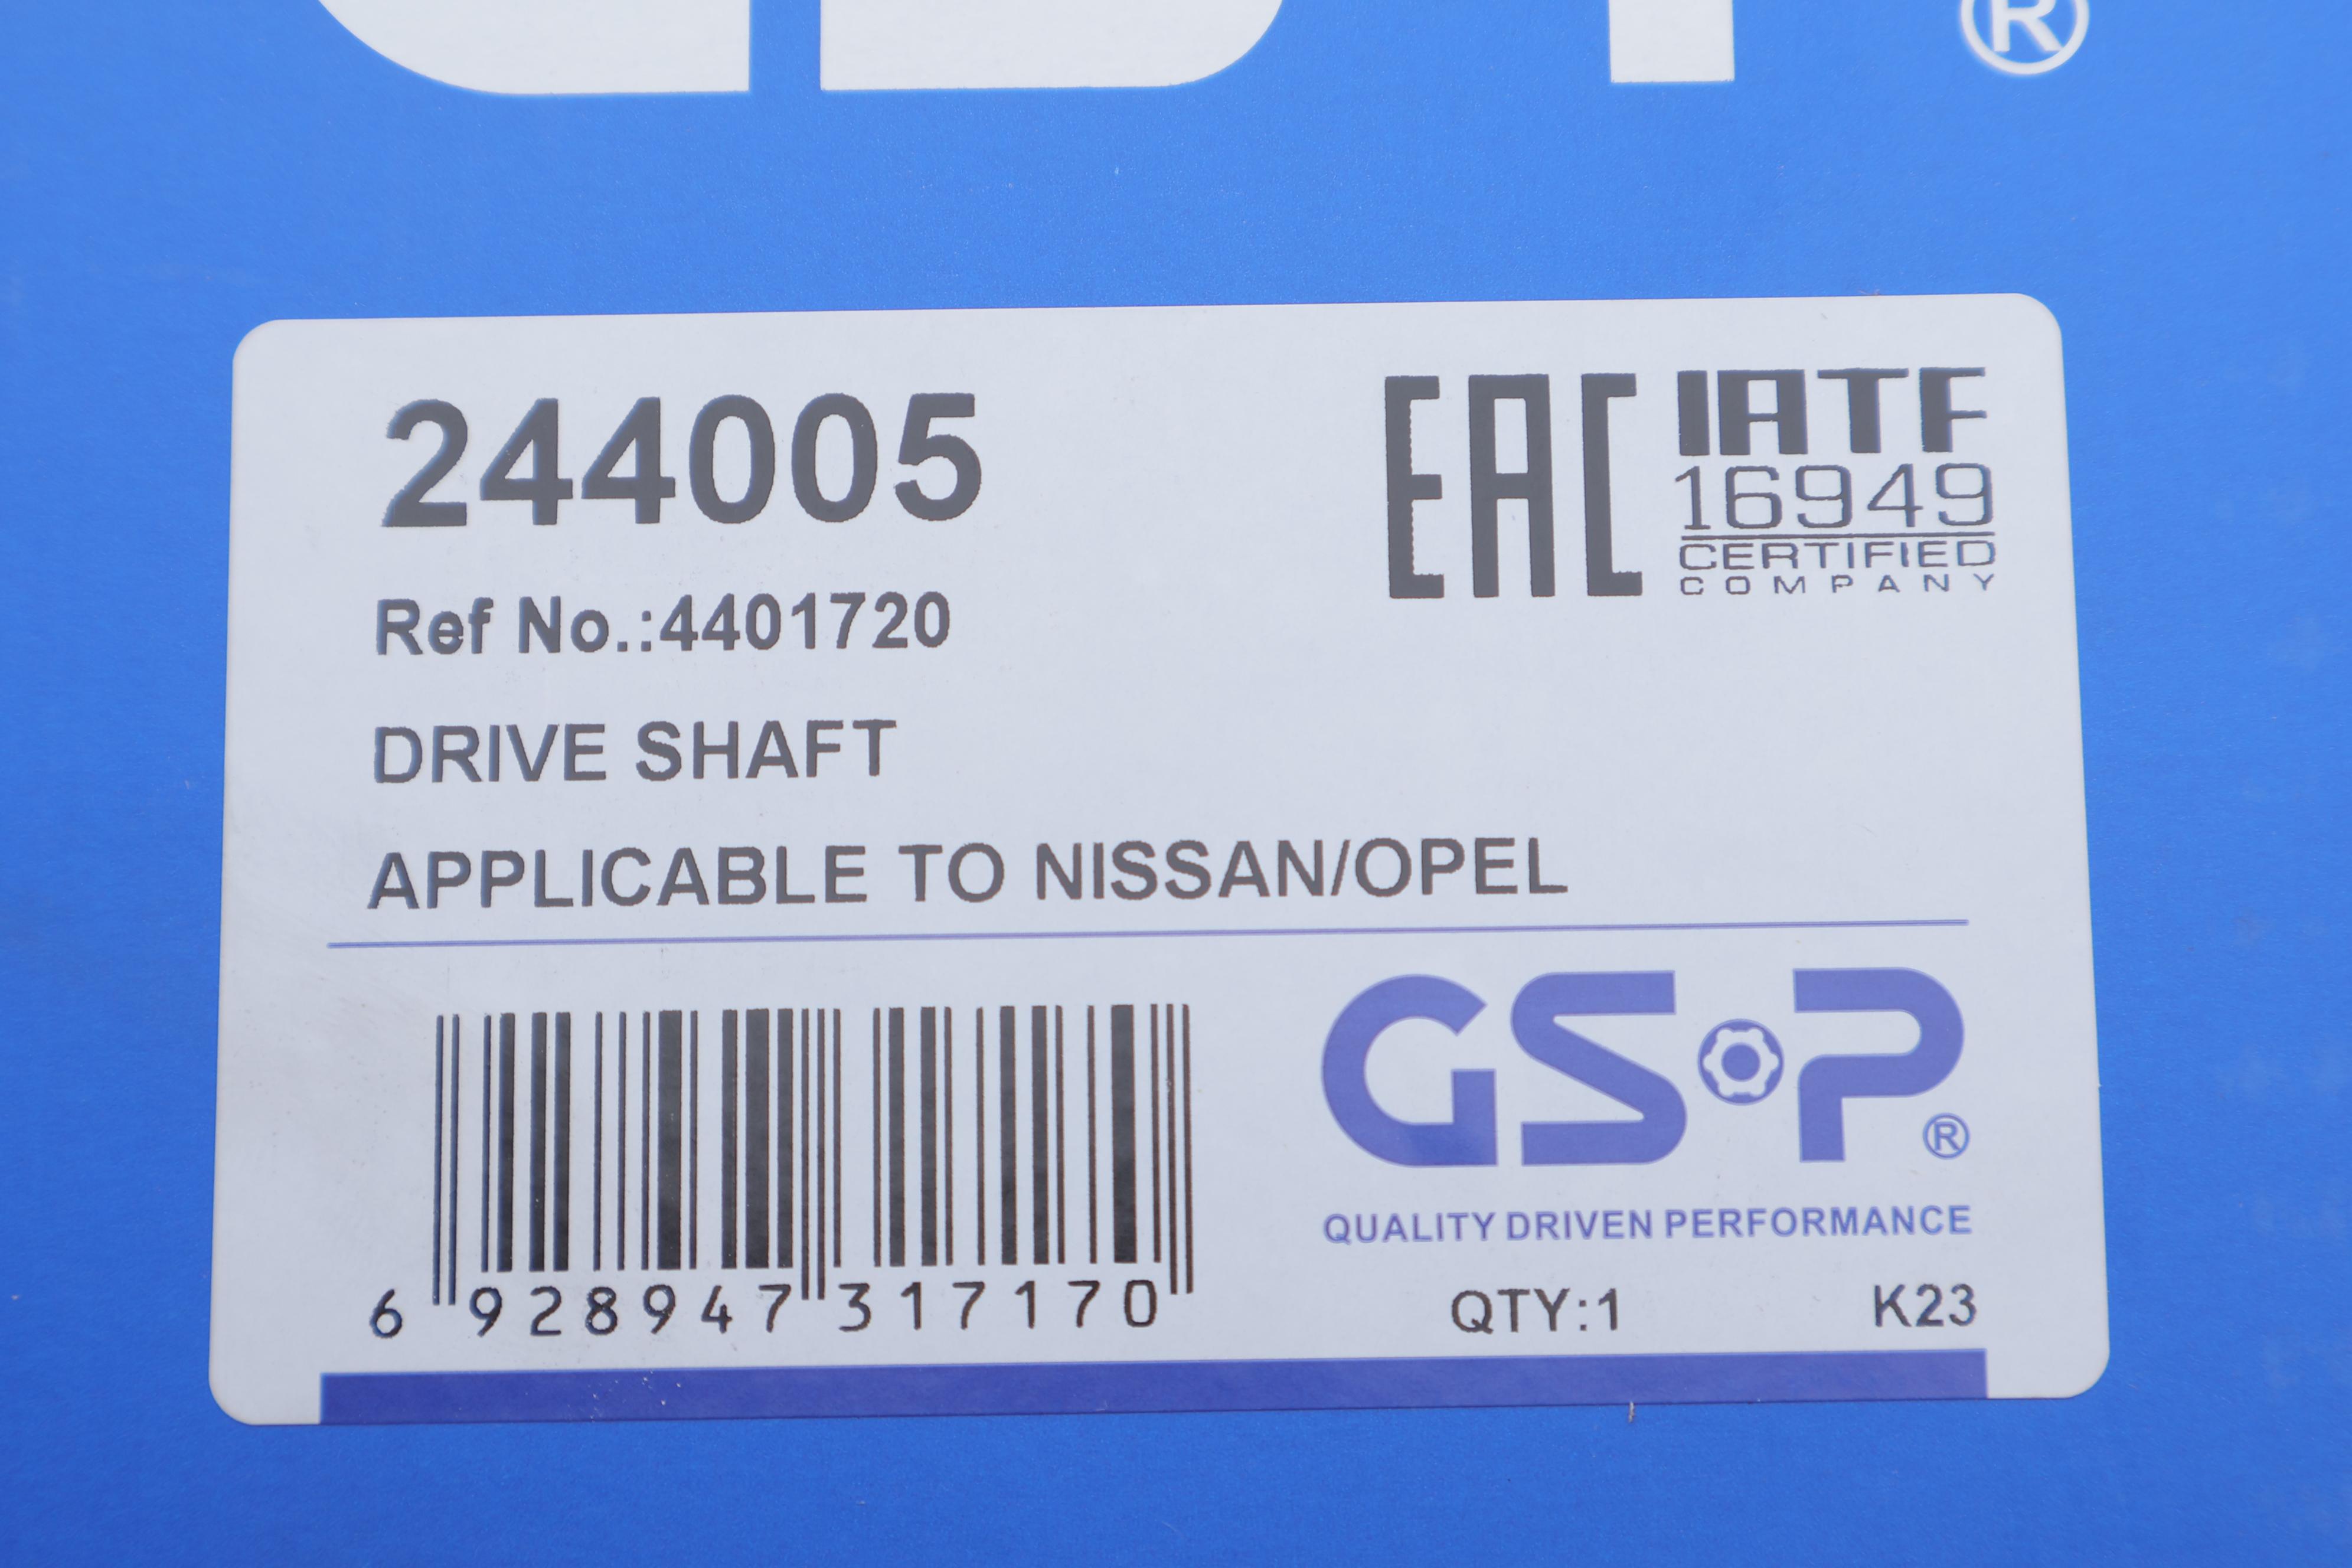 ®
244005
Ref No.:4401720
DRIVE SHAFT
APPLICABLE TO NISSAN/OPEL
EAC
IATF
16949
CERTIFIED
COMPANY
6 928947 317170
GSP®
QUALITY DRIVEN PERFORMANCE
QTY:1 K23